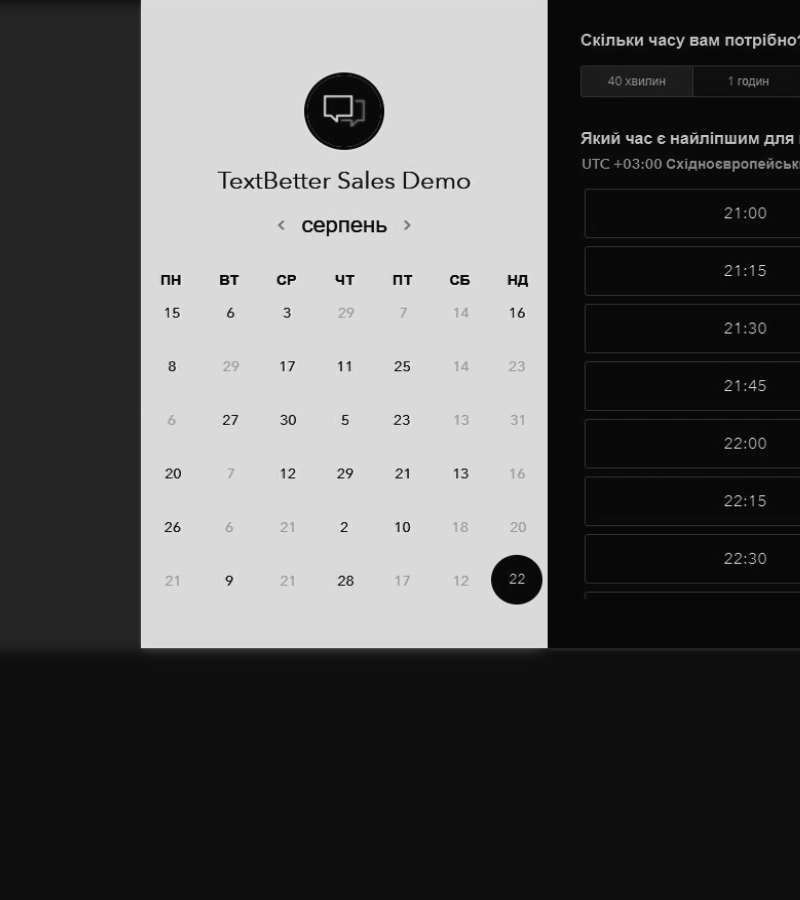 TextBetter Sales Demo
серпень
ПН ВТ СР ЧТ ПТ СБ НД
15 6 3 29 7 14 16
8 29 17 11 25 14 23
6 27 30 5 23 13 31
20 7 12 29 21 13 16
26 6 21 2 10 18 20
21 9 21 28 17 12 22
Скільки часу вам потрібно?
40 хвилин 1 годин
Який час є найліпшим для
UTC +03:00 Східноєвропейськ
21:00
21:15
21:30
21:45
22:00
22:15
22:30